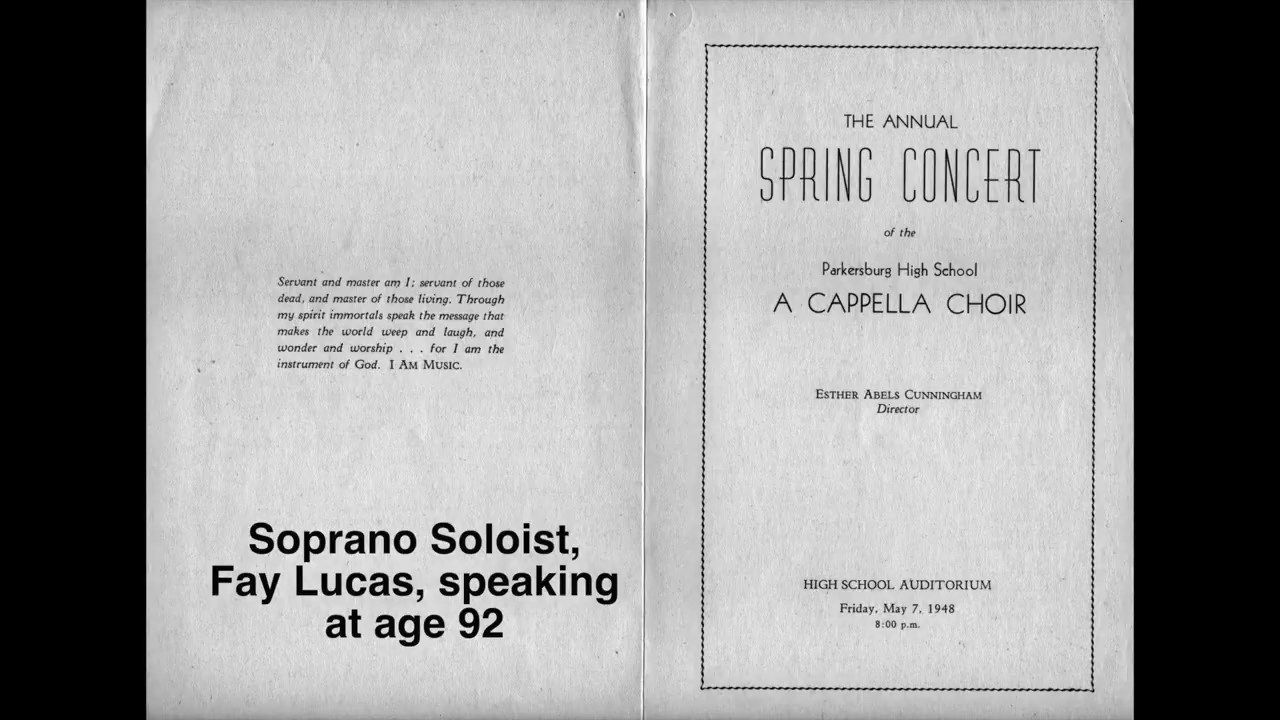 Servant and master am I; servant of those
dead, and master of those living. Through
my spirit immortals speak the message that
makes the world weep and laugh, and
wonder and worship . . . for I am the
instrument of God. I AM MUSIC.
Soprano Soloist,
Fay Lucas, speaking
at age 92
THE ANNUAL
SPRING CONCERT
of the
Parkersburg High School
A CAPPELLA CHOIR
ESTHER ABELS CUNNINGHAM
Director
HIGH SCHOOL AUDITORIUM
Friday, May 7, 1948
8:00 p.m.